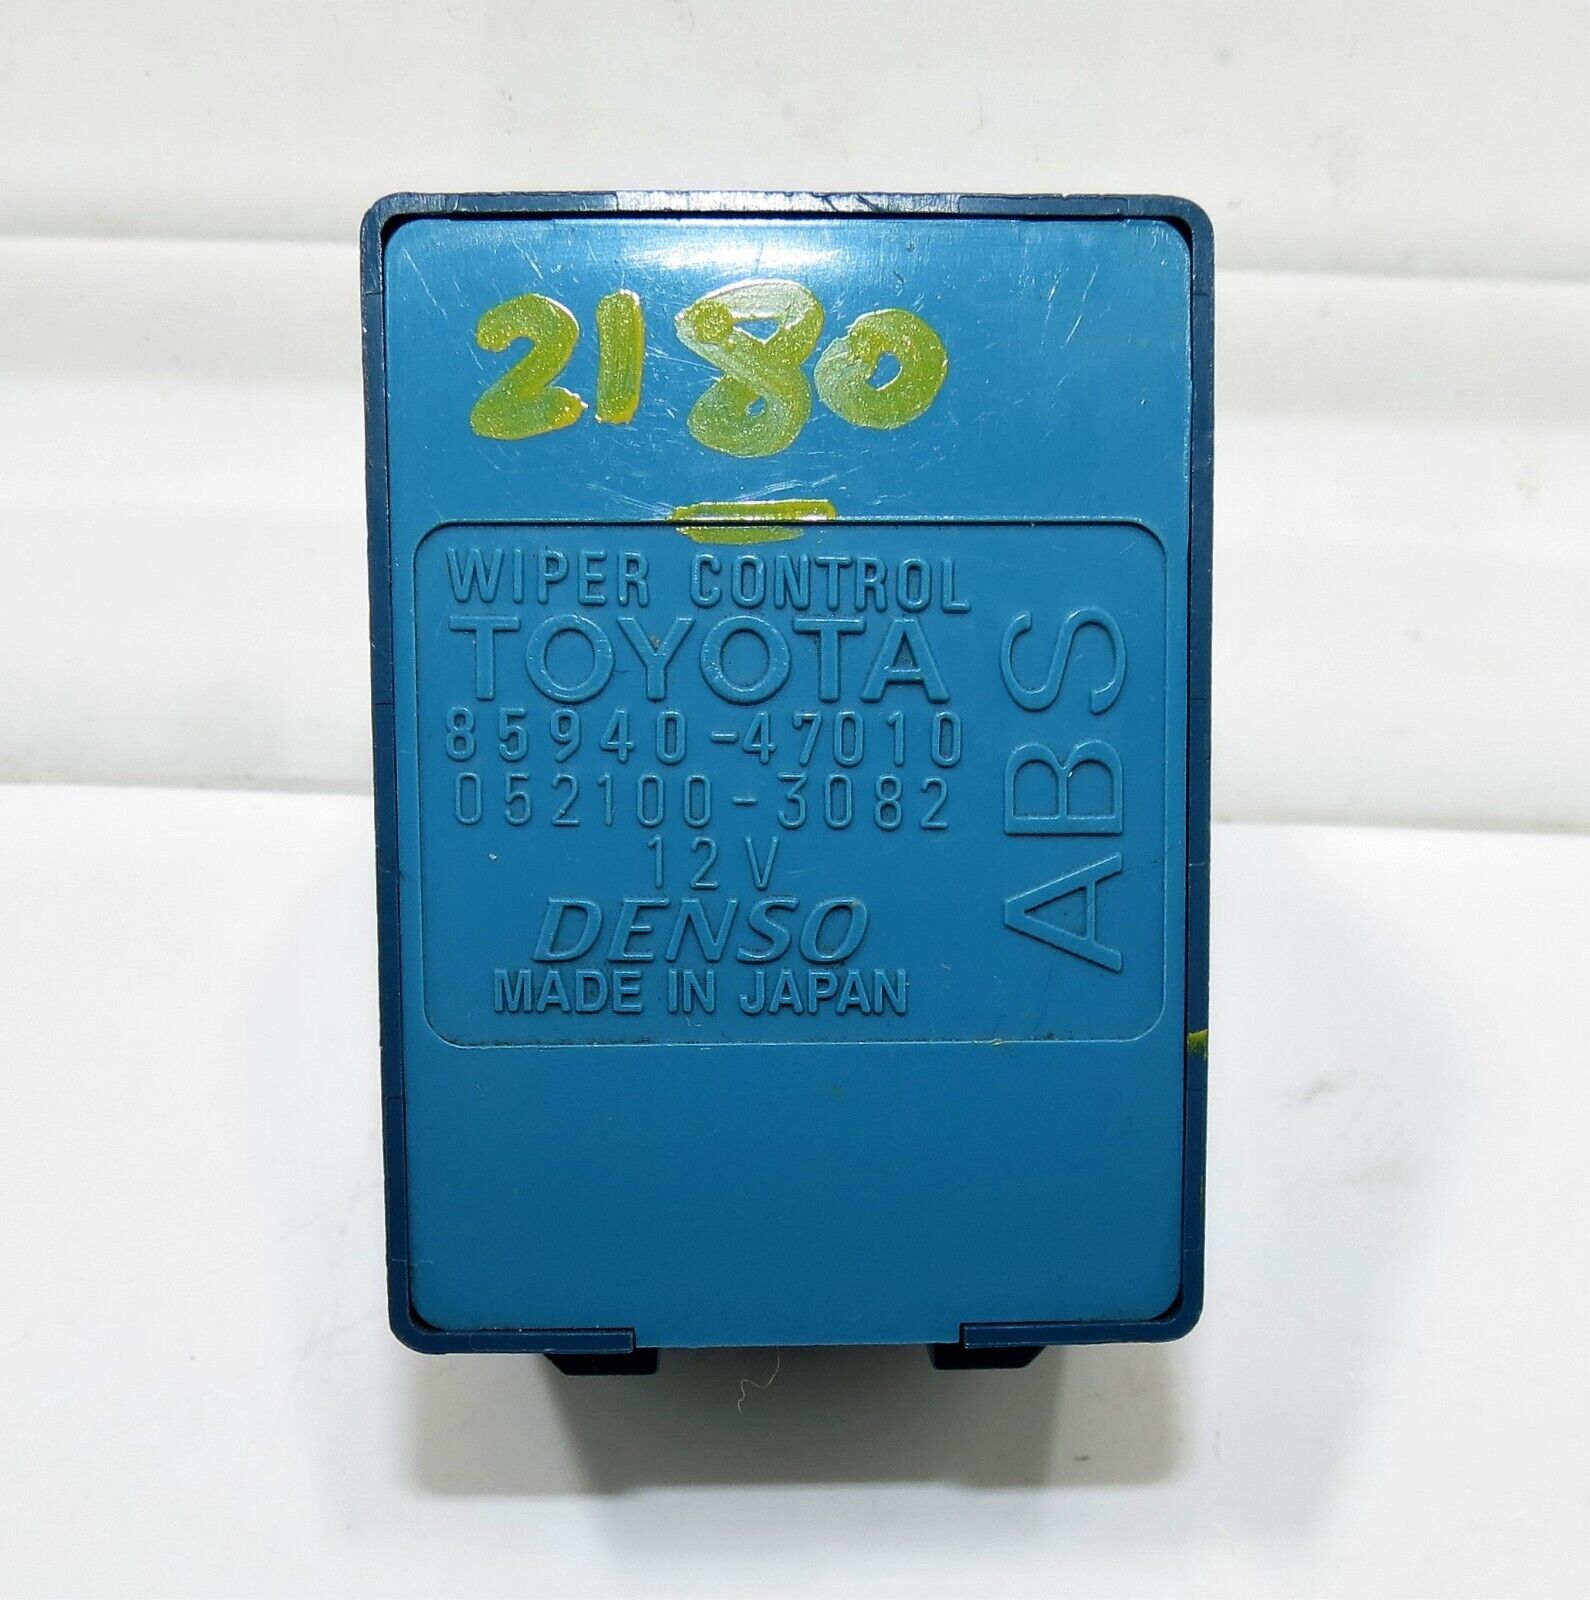 2180
WIPER CONTROL
TOYOTA
85940-47010
052100-3082
12V
DENSO
MADE IN JAPAN
ABS